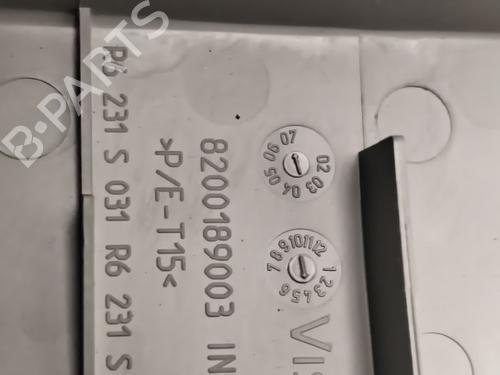 R6 231 S 031 R6 231 S
>P/E-T15<
8200189003 IN
02 03 04 05 06 07
1 2 3 4 5 6 7 8 9 10 11 12
VIS
B-PARTS